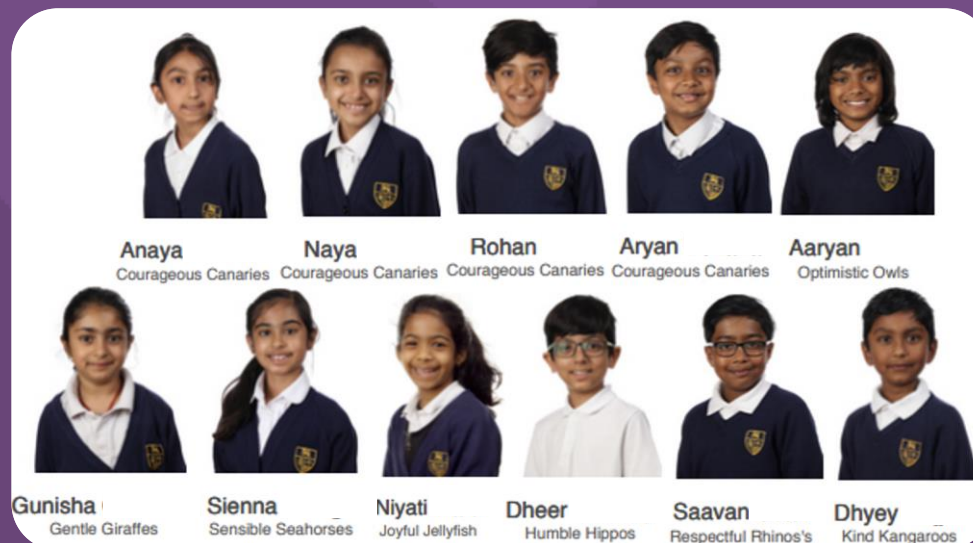 Anaya
Courageous Canaries
Naya
Courageous Canaries
Rohan
Courageous Canaries
Aryan
Courageous Canaries
Aaryan
Optimistic Owls
Gunisha
Gentle Giraffes
Sienna
Sensible Seahorses
Niyati
Joyful Jellyfish
Dheer
Humble Hippos
Saavan
Respectful Rhinos's
Dhyey
Kind Kangaroos